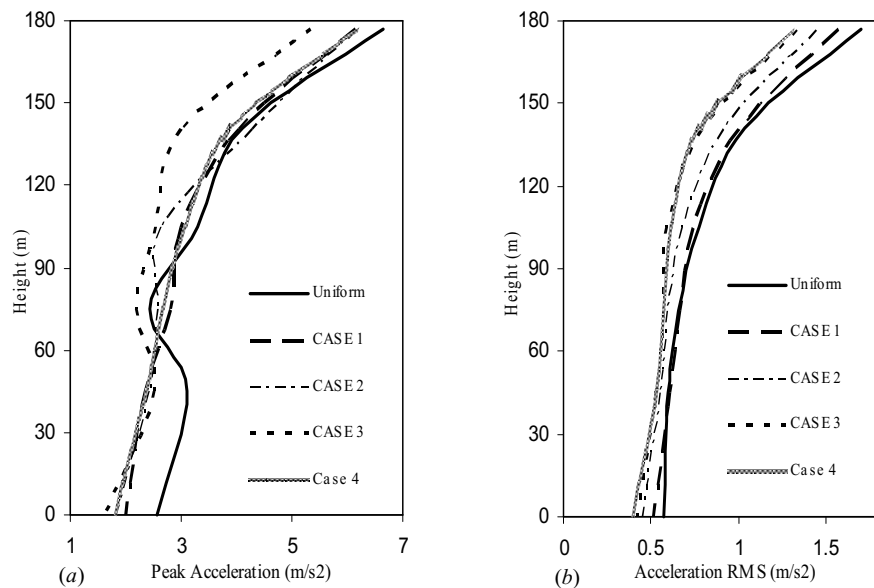 180
150
120
90
60
30
0
Height (m)
1
3
5
7
Peak Acceleration (m/s2)
(a)
Uniform
CASE 1
CASE 2
CASE 3
Case 4
180
150
120
90
60
30
0
Height (m)
0
0.5
1
1.5
Acceleration RMS (m/s2)
(b)
Uniform
CASE 1
CASE 2
CASE 3
Case 4